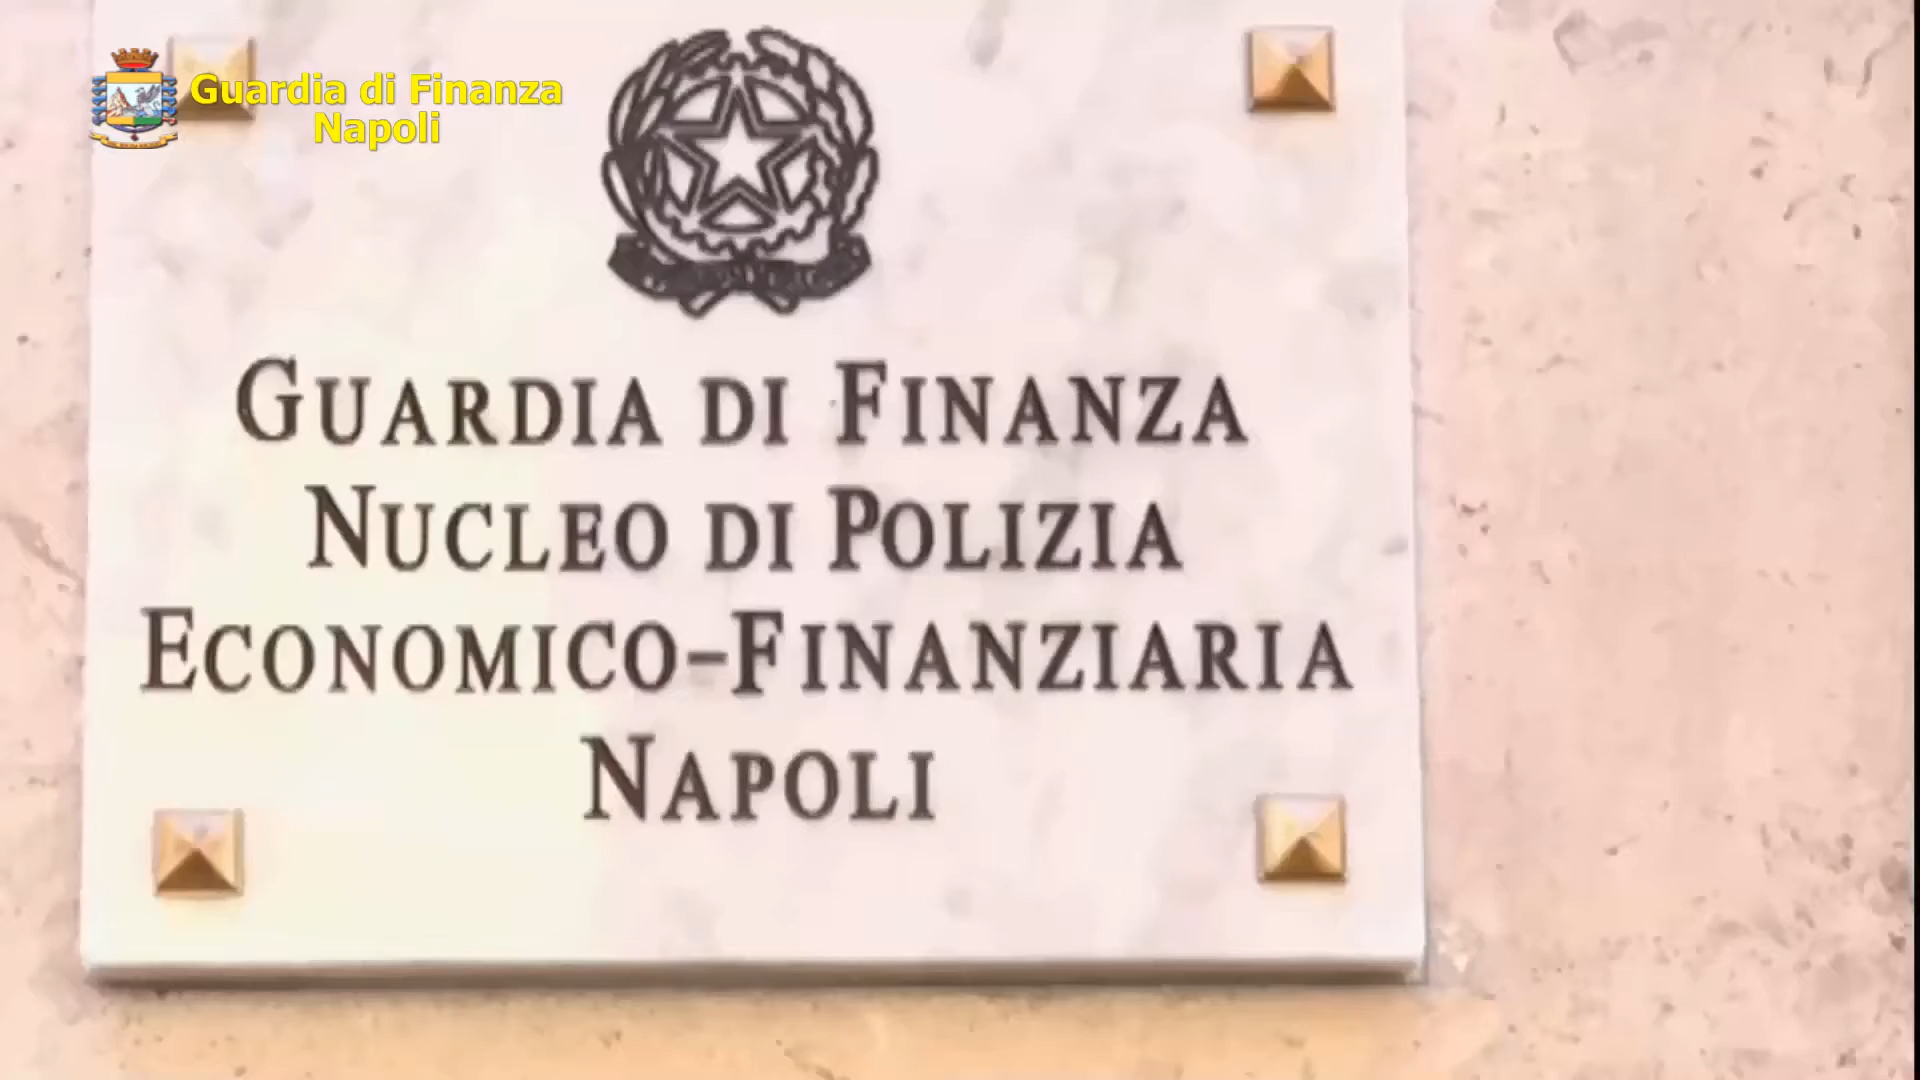 Guardia di Finanza
Napoli
GUARDIA DI FINANZA
NUCLEO DI POLIZIA
ECONOMICO-FINANZIARIA
NAPOLI